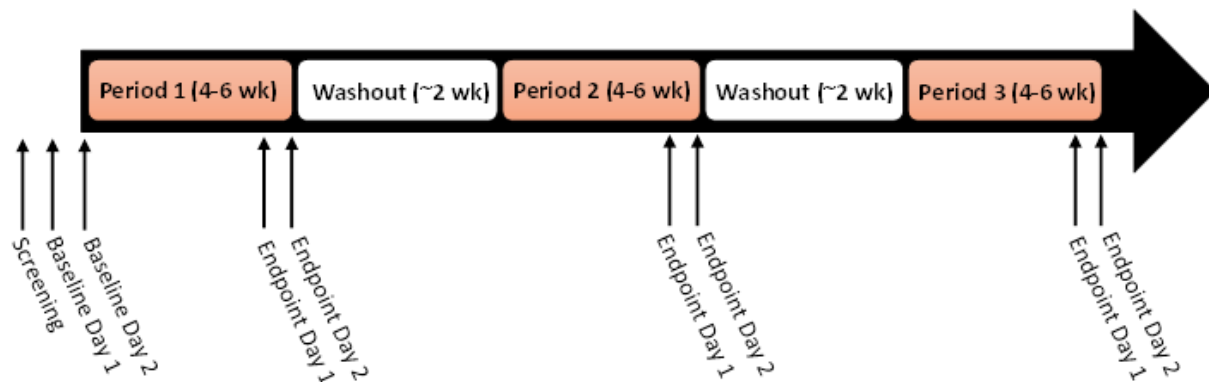 Period 1 (4-6 wk)
Washout (~2 wk)
Period 2 (4-6 wk)
Washout (~2 wk)
Period 3 (4-6 wk)
Screening
Baseline Day 1
Baseline Day 2
Endpoint Day 1
Endpoint Day 2
Endpoint Day 1
Endpoint Day 2
Endpoint Day 1
Endpoint Day 2